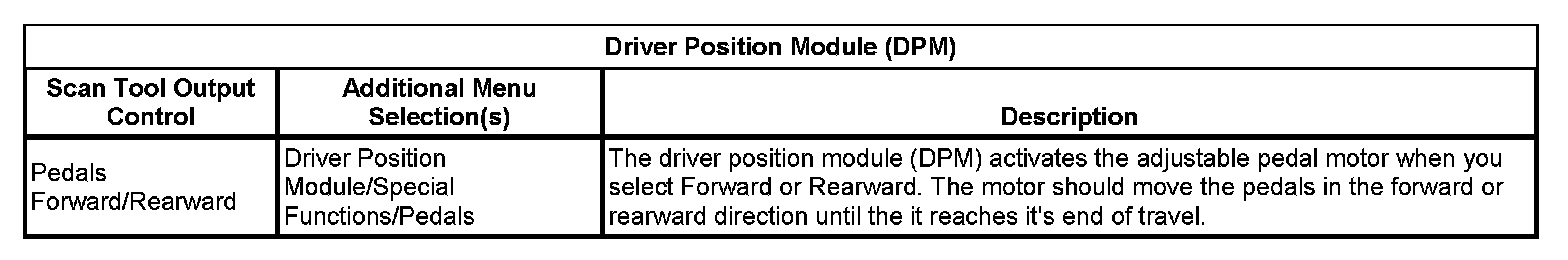 Driver Position Module (DPM)
Scan Tool Output
Control
Additional Menu
Selection(s)
Description
Pedals
Forward/Rearward
Driver Position
Module/Special
Functions/Pedals
The driver position module (DPM) activates the adjustable pedal motor when you
select Forward or Rearward. The motor should move the pedals in the forward or
rearward direction until the it reaches it's end of travel.